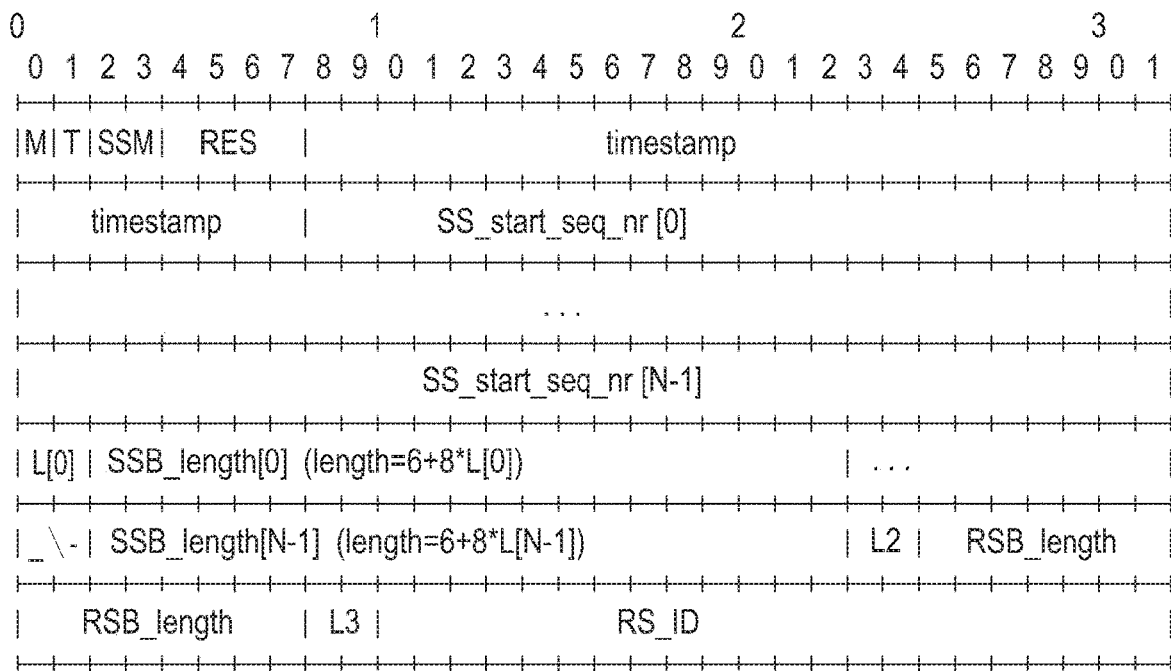 0 1 2 3
0 1 2 3 4 5 6 7 8 9 0 1 2 3 4 5 6 7 8 9 0 1 2 3 4 5 6 7 8 9 0 1
|M|T|SSM| RES | timestamp |
| timestamp | SS_start_seq_nr [0] |
| . . . |
| SS_start_seq_nr [N-1] |
| L[0] | SSB_length[0] (length=6+8*L[0]) | . . . |
|_\-| SSB_length[N-1] (length=6+8*L[N-1]) | L2 | RSB_length |
| RSB_length | L3 | RS_ID |